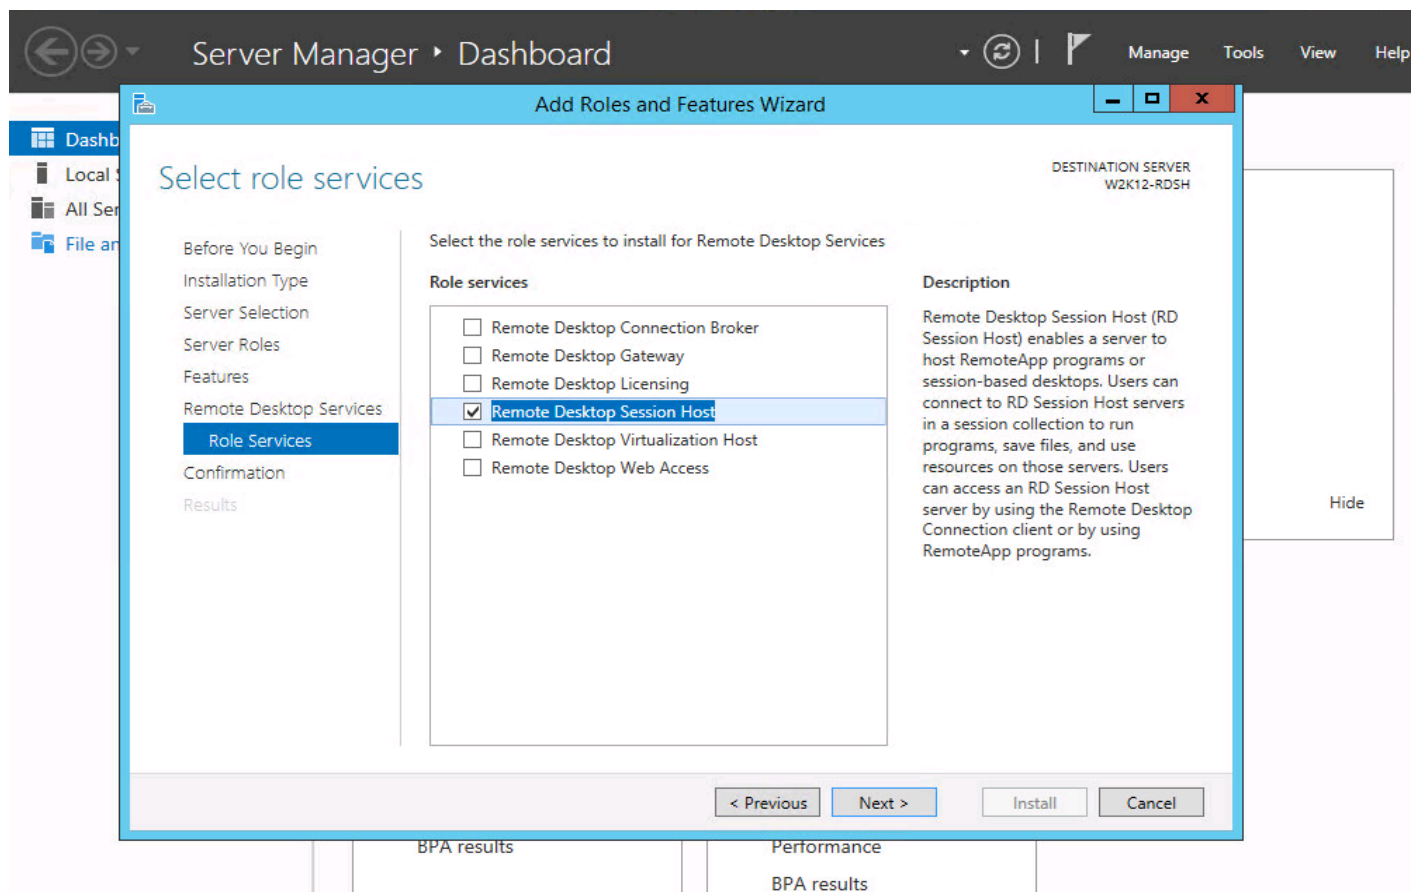 Server Manager ‣ Dashboard
Manage Tools View Help
Add Roles and Features Wizard
Dashb
Local
All Ser
File an
Select role services
DESTINATION SERVER
W2K12-RDSH
Before You Begin
Installation Type
Server Selection
Server Roles
Features
Remote Desktop Services
Role Services
Confirmation
Results
Select the role services to install for Remote Desktop Services
Role services
Remote Desktop Connection Broker
Remote Desktop Gateway
Remote Desktop Licensing
Remote Desktop Session Host
Remote Desktop Virtualization Host
Remote Desktop Web Access
Description
Remote Desktop Session Host (RD
Session Host) enables a server to
host RemoteApp programs or
session-based desktops. Users can
connect to RD Session Host servers
in a session collection to run
programs, save files, and use
resources on those servers. Users
can access an RD Session Host
server by using the Remote Desktop
Connection client or by using
RemoteApp programs.
Hide
< Previous Next > Install Cancel
BPA results
Performance
BPA results